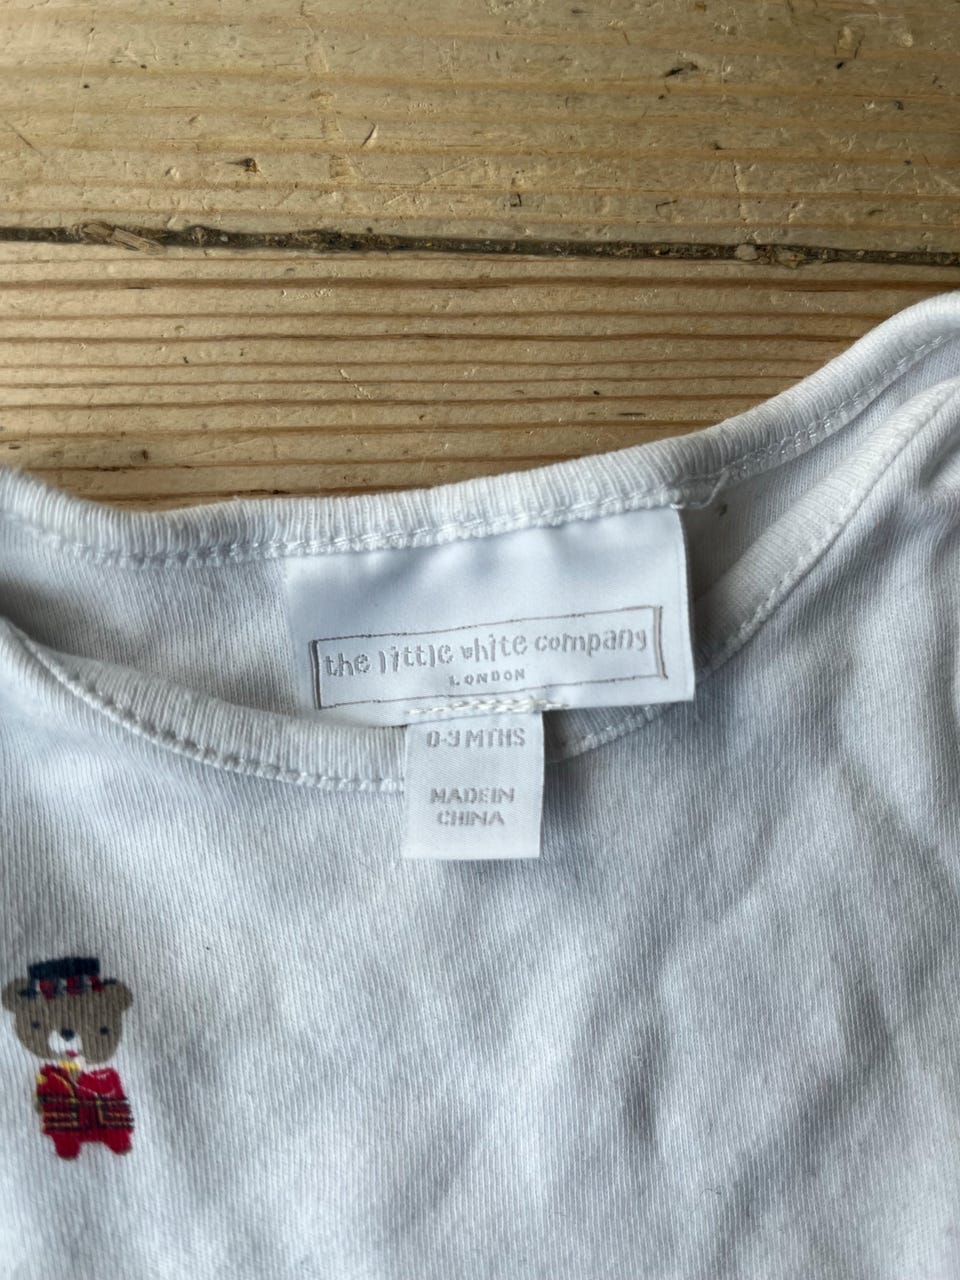 the little white company
LONDON
0-3 MTHS
MADE IN
CHINA